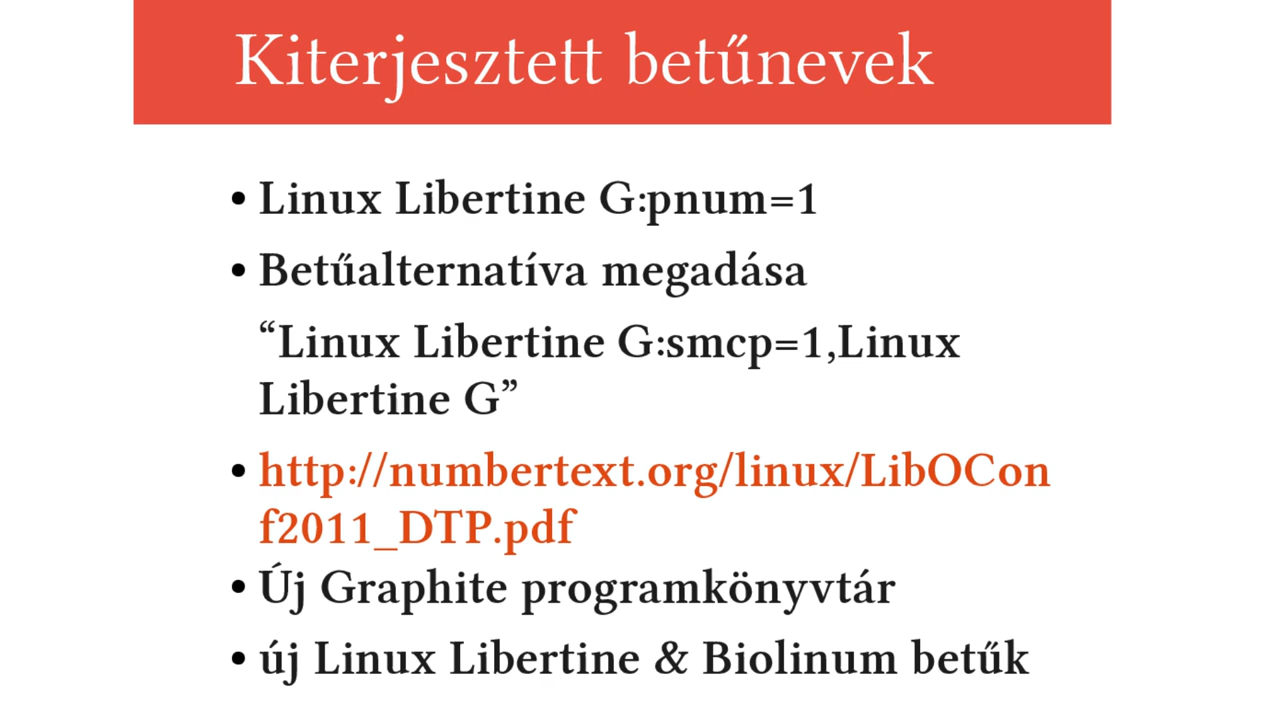 Kiterjesztett betűnevek
• Linux Libertine G:pnum=1
• Betűalternatíva megadása
“Linux Libertine G:smcp=1,Linux
Libertine G”
• http://numbertext.org/linux/LibOCon
f2011_DTP.pdf
• Új Graphite programkönyvtár
• új Linux Libertine & Biolinum betűk